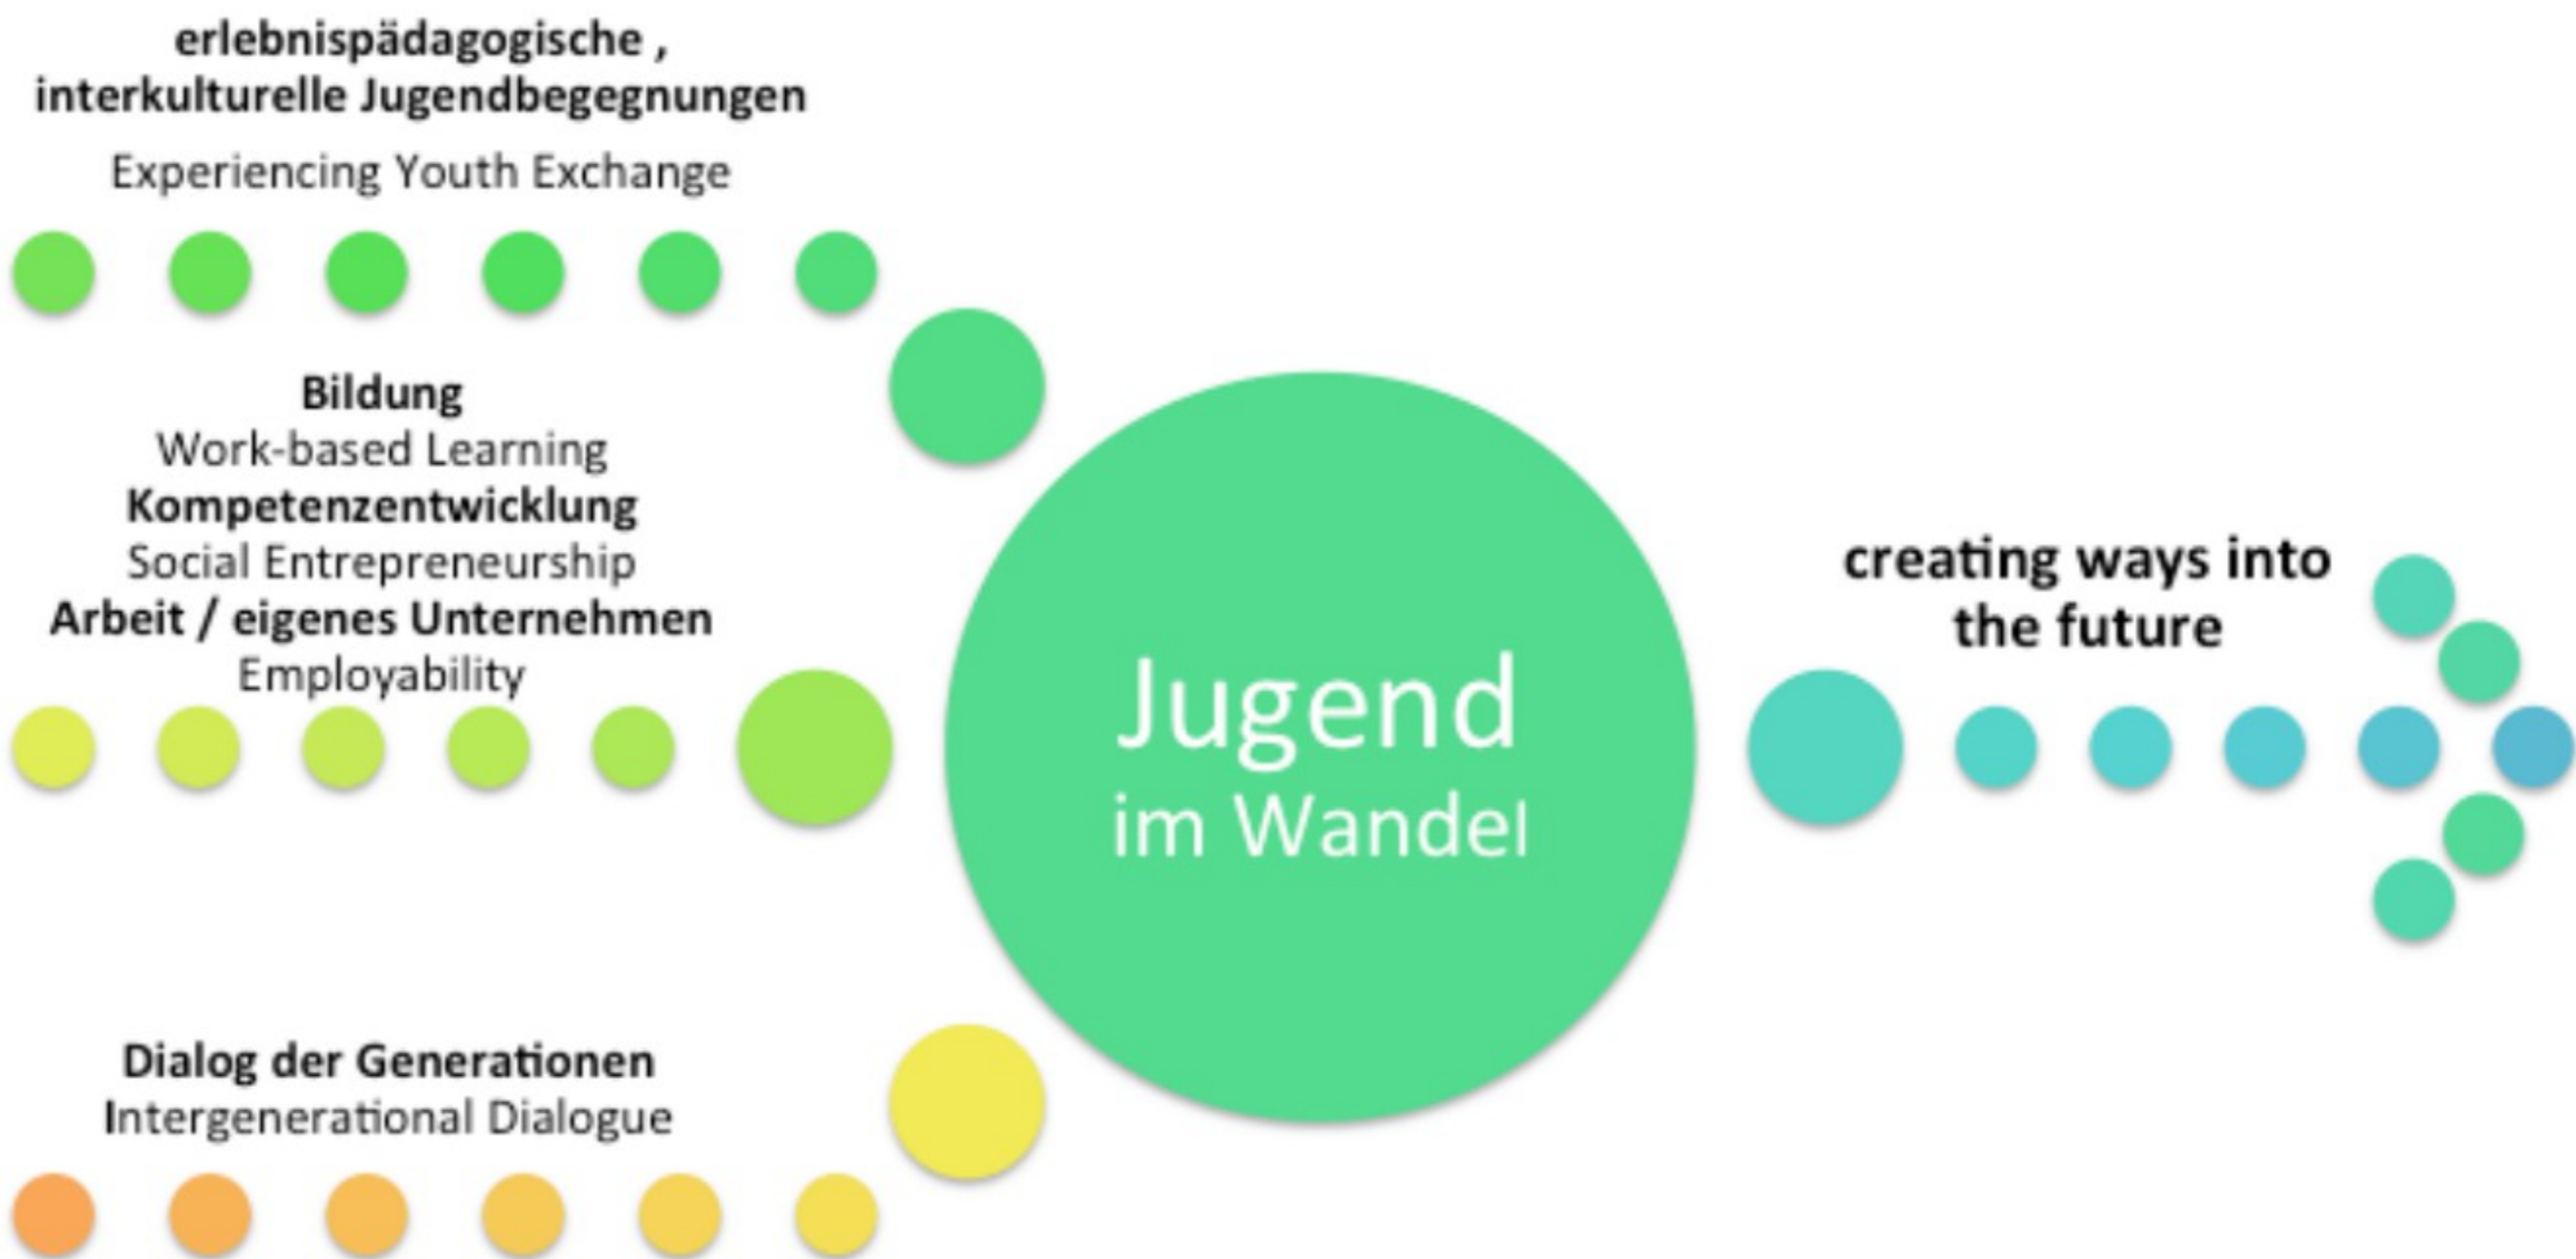 erlebnispädagogische ,
interkulturelle Jugendbegegnungen
Experiencing Youth Exchange
Bildung
Work-based Learning
Kompetenzentwicklung
Social Entrepreneurship
Arbeit / eigenes Unternehmen
Employability
Dialog der Generationen
Intergenerational Dialogue
Jugend
im Wandel
creating ways into
the future